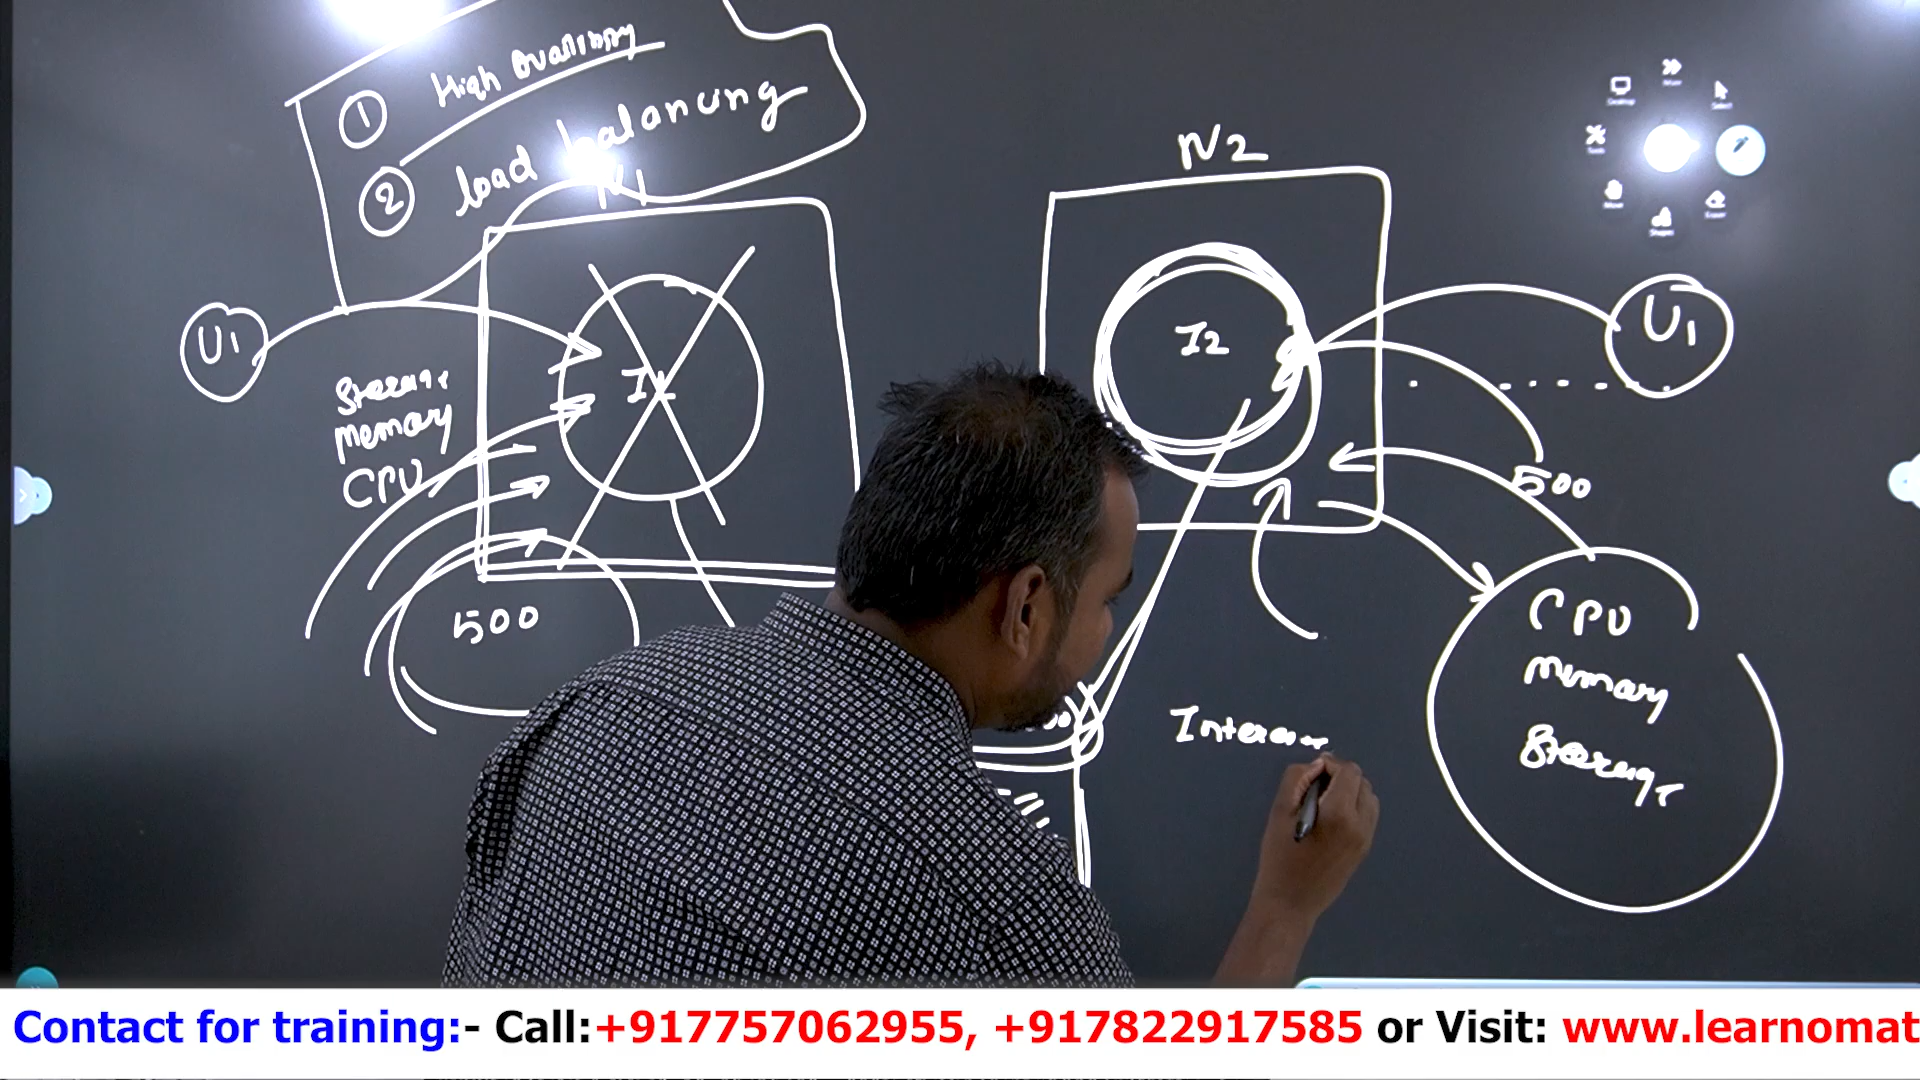 ① High Availibity
② load balancing
N1
N2
U1
I1
I2
U1
Storage
Memory
CPU
500
500
CPU
Memory
Storage
Contact for training:- Call:+917757062955, +917822917585 or Visit: www.learnomat